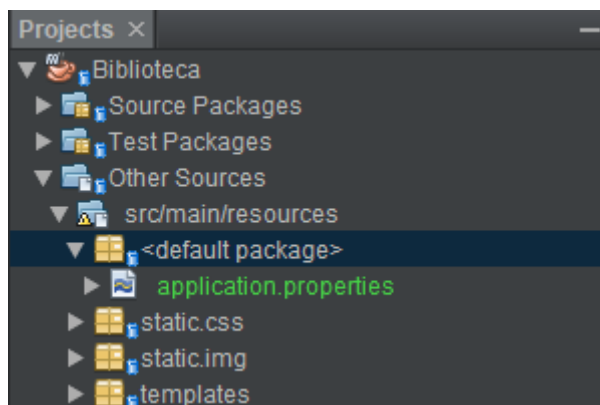 Projects
Biblioteca
Source Packages
Test Packages
Other Sources
src/main/resources
<default package>
application.properties
static.css
static.img
templates